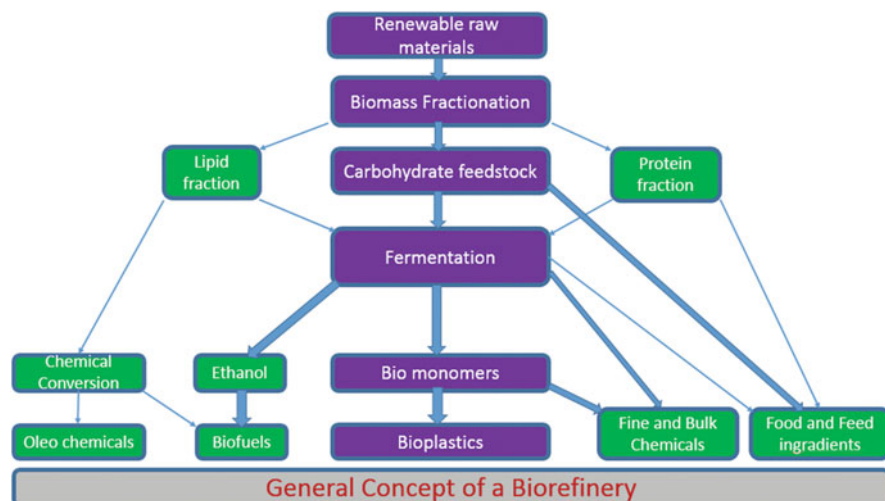 Renewable raw
materials
Biomass Fractionation
Lipid
fraction
Carbohydrate feedstock
Protein
fraction
Fermentation
Chemical
Conversion
Ethanol
Bio monomers
Oleo chemicals
Biofuels
Bioplastics
Fine and Bulk
Chemicals
Food and Feed
ingradients
General Concept of a Biorefinery